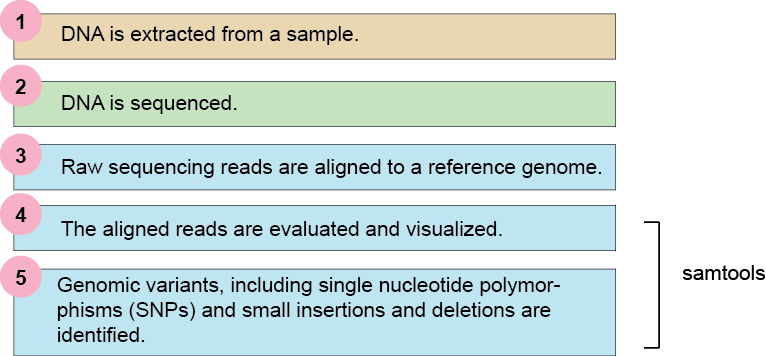 1
DNA is extracted from a sample.
2
DNA is sequenced.
3
Raw sequencing reads are aligned to a reference genome.
4
The aligned reads are evaluated and visualized.
5
Genomic variants, including single nucleotide polymor-
phisms (SNPs) and small insertions and deletions are
identified.
samtools